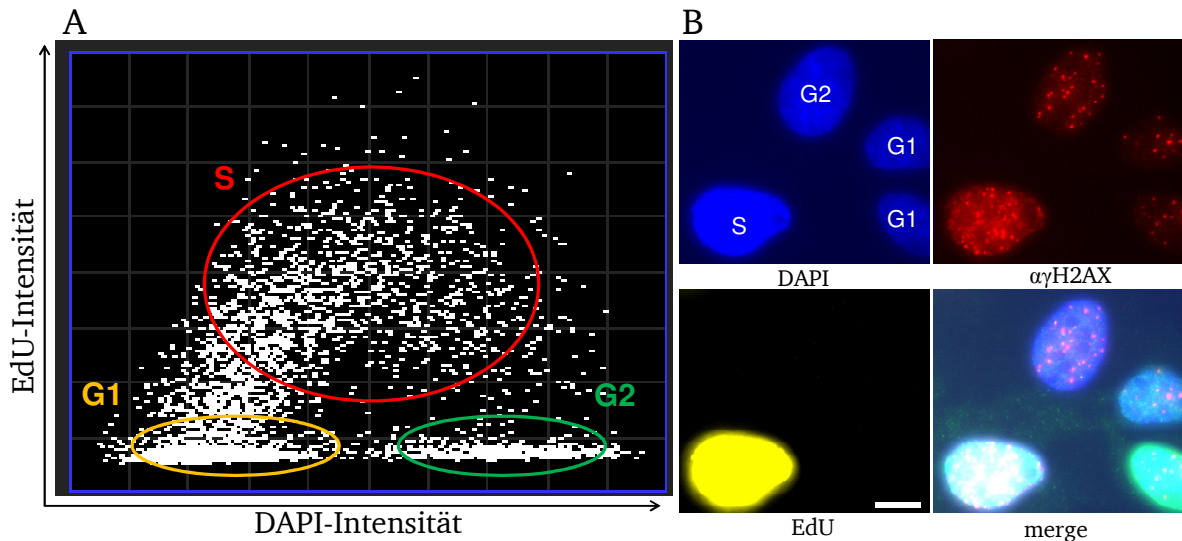 A
EdU-Intensität
S
G1
G2
DAPI-Intensität
B
G2
G1
S
G1
DAPI
αγH2AX
EdU
merge